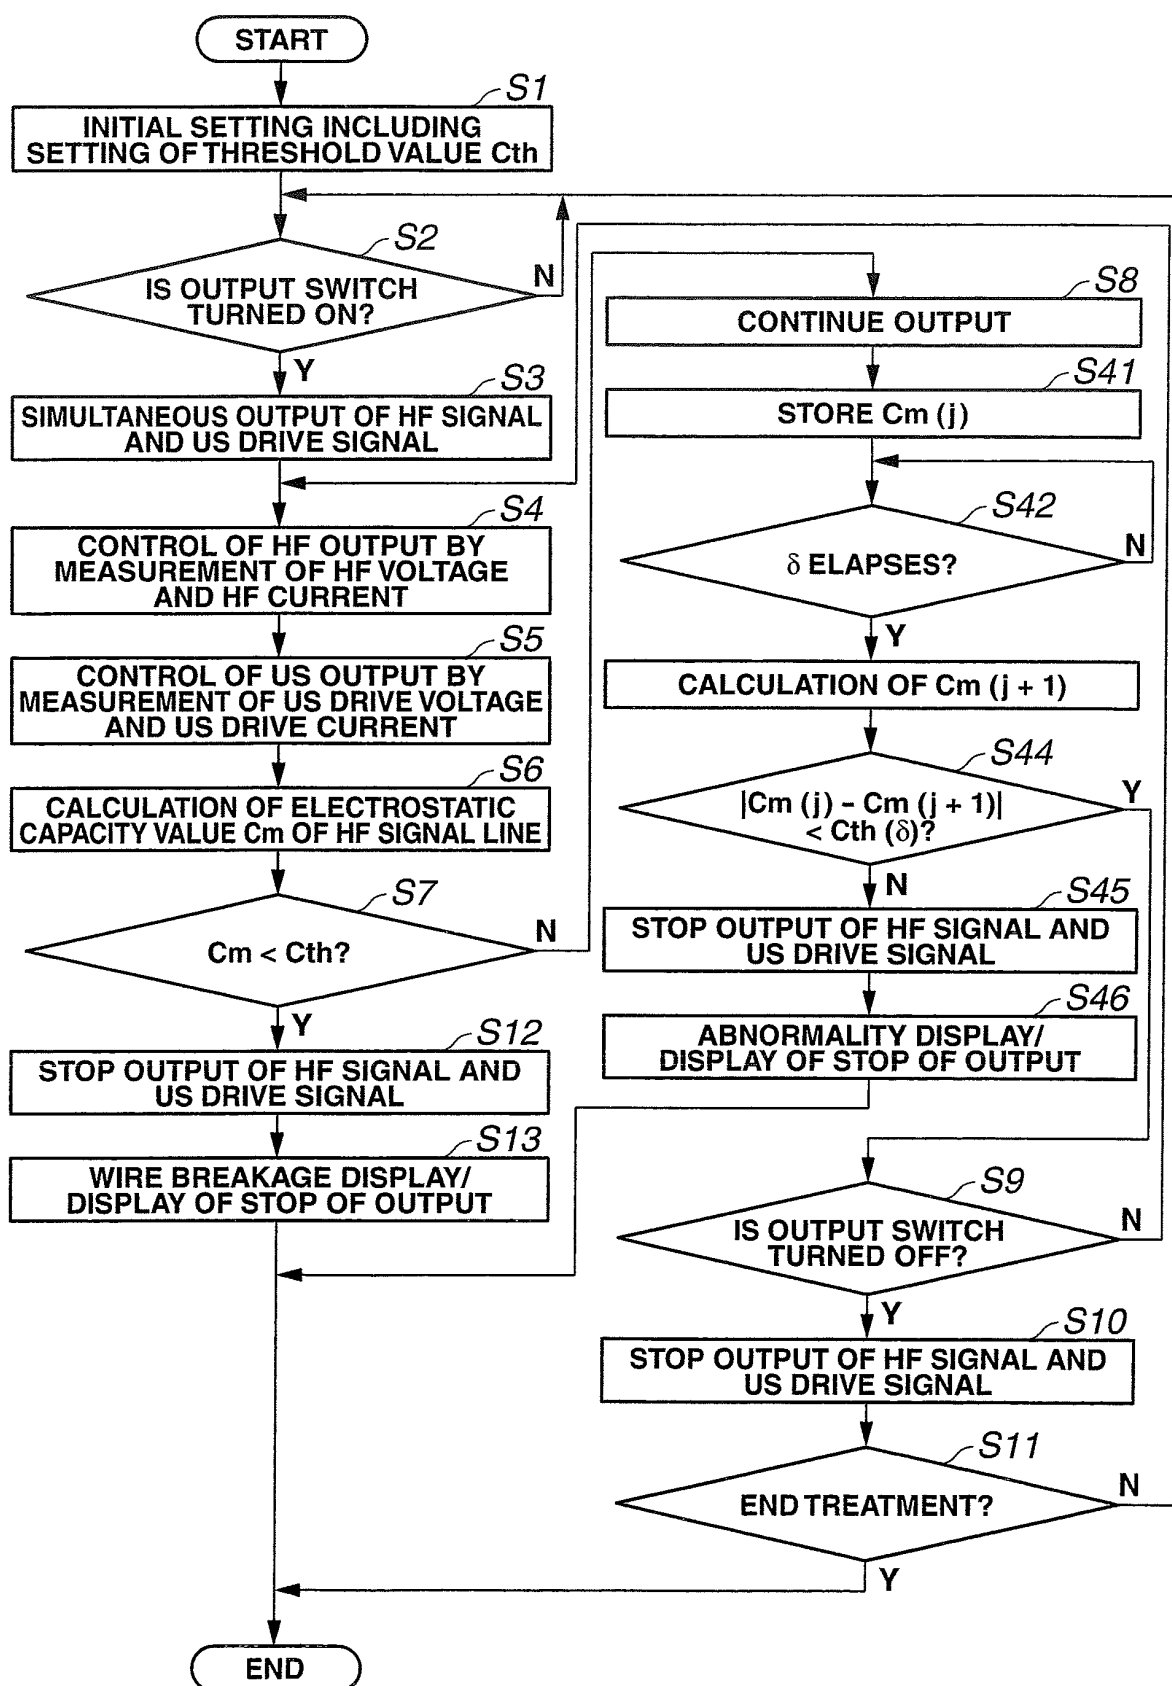 START
S1
INITIAL SETTING INCLUDING
SETTING OF THRESHOLD VALUE Cth
S2
IS OUTPUT SWITCH
TURNED ON?
N
Y
S3
SIMULTANEOUS OUTPUT OF HF SIGNAL
AND US DRIVE SIGNAL
S4
CONTROL OF HF OUTPUT BY
MEASUREMENT OF HF VOLTAGE
AND HF CURRENT
S5
CONTROL OF US OUTPUT BY
MEASUREMENT OF US DRIVE VOLTAGE
AND US DRIVE CURRENT
S6
CALCULATION OF ELECTROSTATIC
CAPACITY VALUE Cm OF HF SIGNAL LINE
S7
Cm < Cth?
N
Y
S12
STOP OUTPUT OF HF SIGNAL AND
US DRIVE SIGNAL
S13
WIRE BREAKAGE DISPLAY/
DISPLAY OF STOP OF OUTPUT
S8
CONTINUE OUTPUT
S41
STORE Cm (j)
S42
δ ELAPSES?
N
Y
CALCULATION OF Cm (j + 1)
S44
|Cm (j) – Cm (j + 1)|
< Cth (δ)?
Y
N
S45
STOP OUTPUT OF HF SIGNAL AND
US DRIVE SIGNAL
S46
ABNORMALITY DISPLAY/
DISPLAY OF STOP OF OUTPUT
S9
IS OUTPUT SWITCH
TURNED OFF?
N
Y
S10
STOP OUTPUT OF HF SIGNAL AND
US DRIVE SIGNAL
S11
END TREATMENT?
N
Y
END